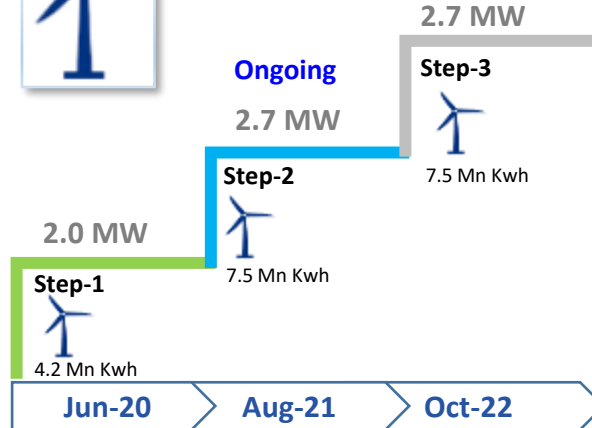 2.7 MW
Ongoing
Step-3
2.7 MW
7.5 Mn Kwh
Step-2
2.0 MW
7.5 Mn Kwh
Step-1
4.2 Mn Kwh
Jun-20
Aug-21
Oct-22